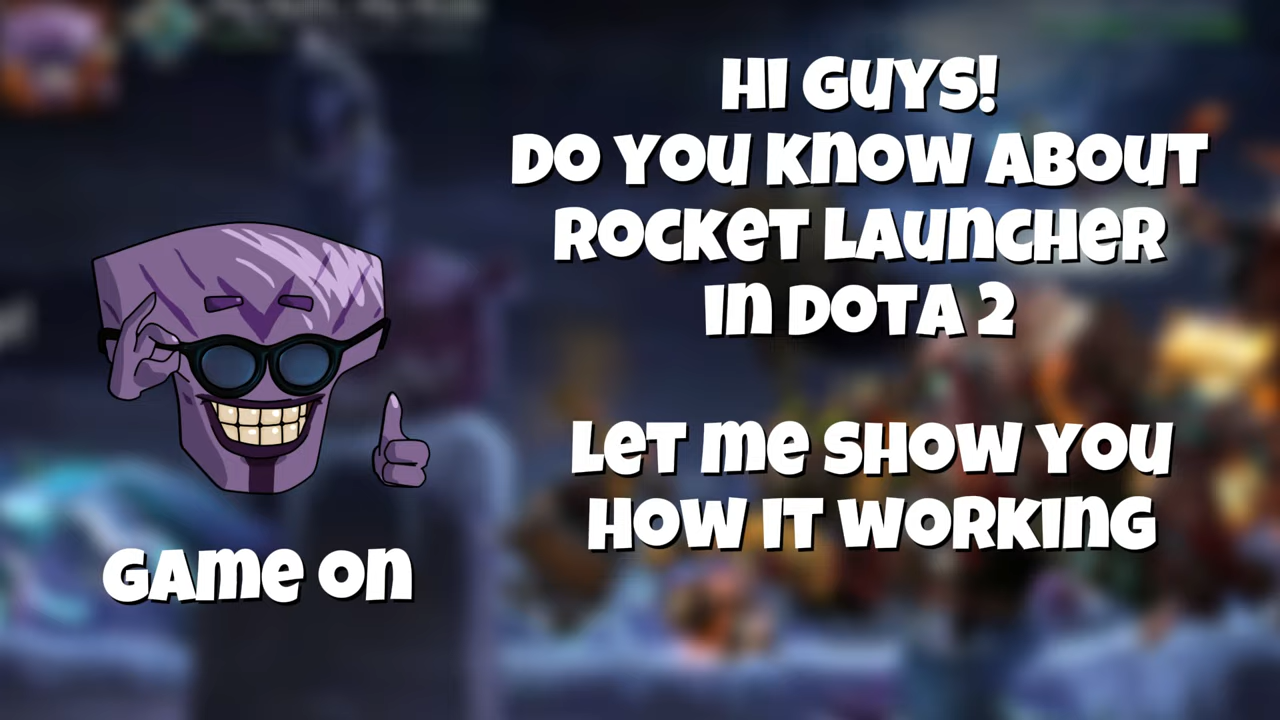 HI GUYS!
DO YOU KNOW ABOUT
ROCKET LAUNCHER
IN DOTA 2
LET ME SHOW YOU
HOW IT WORKING
GAME ON